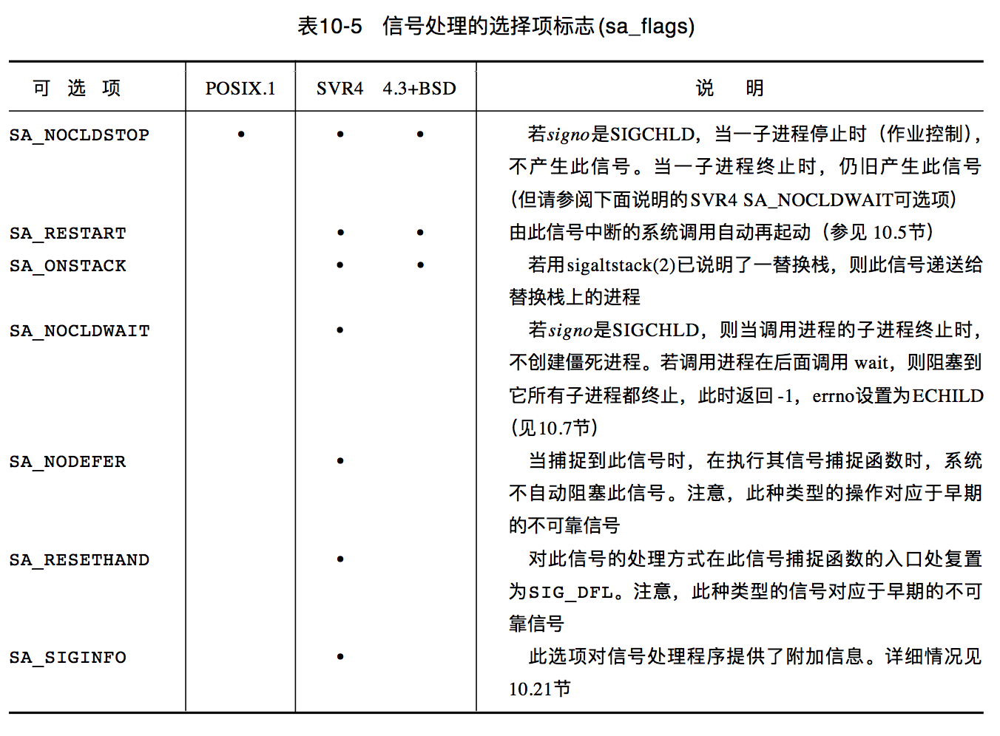 表10-5 信号处理的选择项标志(sa_flags)
可 选 项 POSIX.1 SVR4 4.3+BSD 说 明
SA_NOCLDSTOP • • • 若signo是SIGCHLD，当一子进程停止时（作业控制），
不产生此信号。当一子进程终止时，仍旧产生此信号
（但请参阅下面说明的SVR4 SA_NOCLDWAIT可选项）
SA_RESTART • • 由此信号中断的系统调用自动再起动（参见 10.5节）
SA_ONSTACK • • 若用sigaltstack(2)已说明了一替换栈，则此信号递送给
替换栈上的进程
SA_NOCLDWAIT • 若signo是SIGCHLD，则当调用进程的子进程终止时，
不创建僵死进程。若调用进程在后面调用 wait，则阻塞到
它所有子进程都终止，此时返回 -1，errno设置为ECHILD
（见10.7节）
SA_NODEFER • 当捕捉到此信号时，在执行其信号捕捉函数时，系统
不自动阻塞此信号。注意，此种类型的操作对应于早期
的不可靠信号
SA_RESETHAND • 对此信号的处理方式在此信号捕捉函数的入口处复置
为SIG_DFL。注意，此种类型的信号对应于早期的不可
靠信号
SA_SIGINFO • 此选项对信号处理程序提供了附加信息。详细情况见
10.21节